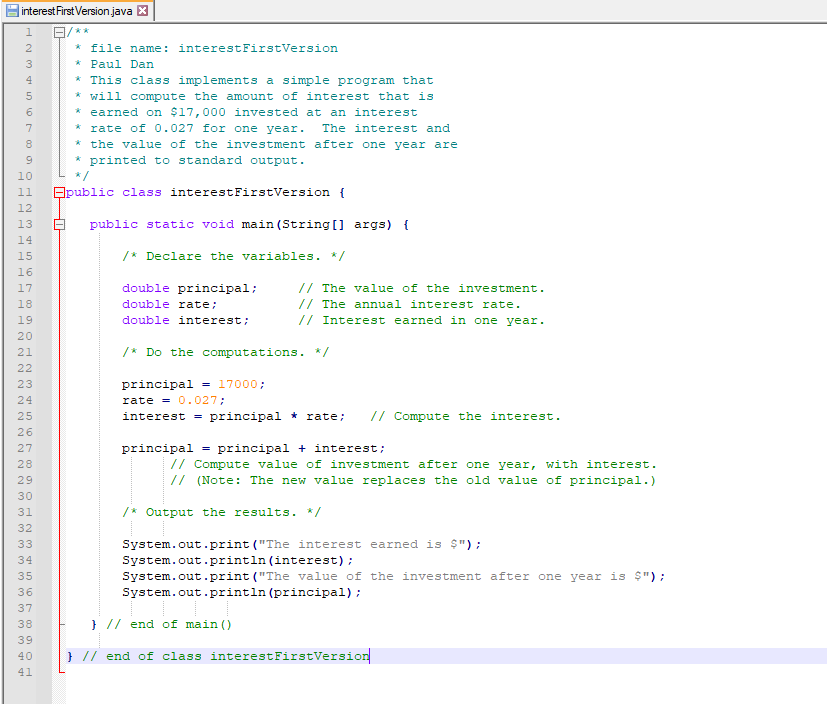 interestFirstVersion.java
1 /**
2  * file name: interestFirstVersion
3  * Paul Dan
4  * This class implements a simple program that
5  * will compute the amount of interest that is
6  * earned on $17,000 invested at an interest
7  * rate of 0.027 for one year.  The interest and
8  * the value of the investment after one year are
9  * printed to standard output.
10  */
11 public class interestFirstVersion {
12
13    public static void main(String[] args) {
14
15        /* Declare the variables. */
16
17        double principal;     // The value of the investment.
18        double rate;          // The annual interest rate.
19        double interest;      // Interest earned in one year.
20
21        /* Do the computations. */
22
23        principal = 17000;
24        rate = 0.027;
25        interest = principal * rate;   // Compute the interest.
26
27        principal = principal + interest;
28              // Compute value of investment after one year, with interest.
29              // (Note: The new value replaces the old value of principal.)
30
31        /* Output the results. */
32
33        System.out.print("The interest earned is $");
34        System.out.println(interest);
35        System.out.print("The value of the investment after one year is $");
36        System.out.println(principal);
37
38    } // end of main()
39
40 } // end of class interestFirstVersion
41